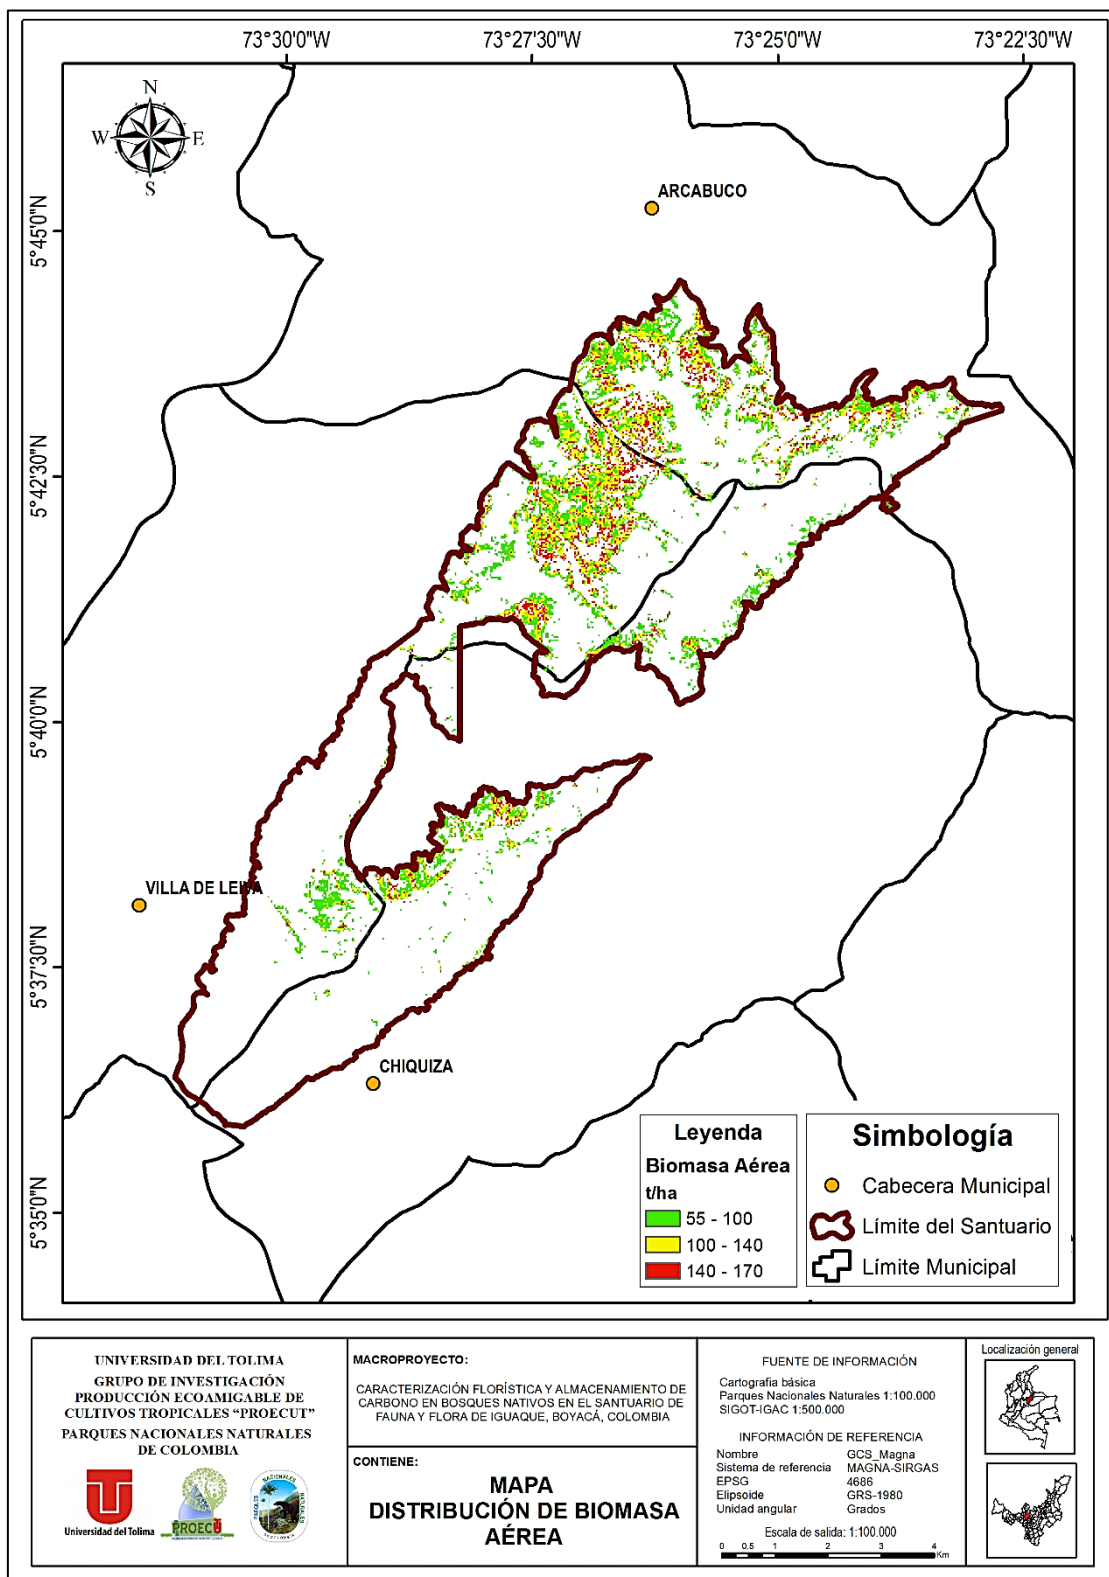 73°30'0"W
73°27'30"W
73°25'0"W
73°22'30"W
N
W
E
S
5°45'0"N
5°42'30"N
5°40'0"N
5°37'30"N
5°35'0"N
ARCABUCO
VILLA DE LEIVA
CHIQUIZA
Leyenda
Biomasa Aérea
t/ha
55 - 100
100 - 140
140 - 170
Simbología
Cabecera Municipal
Límite del Santuario
Límite Municipal
UNIVERSIDAD DEL TOLIMA
GRUPO DE INVESTIGACIÓN
PRODUCCIÓN ECOAMIGABLE DE
CULTIVOS TROPICALES "PROECUT"
PARQUES NACIONALES NATURALES
DE COLOMBIA
Universidad del Tolima
PROECUT
MACROPROYECTO:
CARACTERIZACIÓN FLORÍSTICA Y ALMACENAMIENTO DE
CARBONO EN BOSQUES NATIVOS EN EL SANTUARIO DE
FAUNA Y FLORA DE IGUAQUE, BOYACÁ, COLOMBIA
CONTIENE:
MAPA
DISTRIBUCIÓN DE BIOMASA
AÉREA
FUENTE DE INFORMACIÓN
Cartografia básica
Parques Nacionales Naturales 1:100.000
SIGOT-IGAC 1:500.000
INFORMACIÓN DE REFERENCIA
Nombre GCS_Magna
Sistema de referencia MAGNA-SIRGAS
EPSG 4686
Elipsoide GRS-1980
Unidad angular Grados
Escala de salida: 1:100.000
0 0,5 1 2 3 4
Km
Localización general